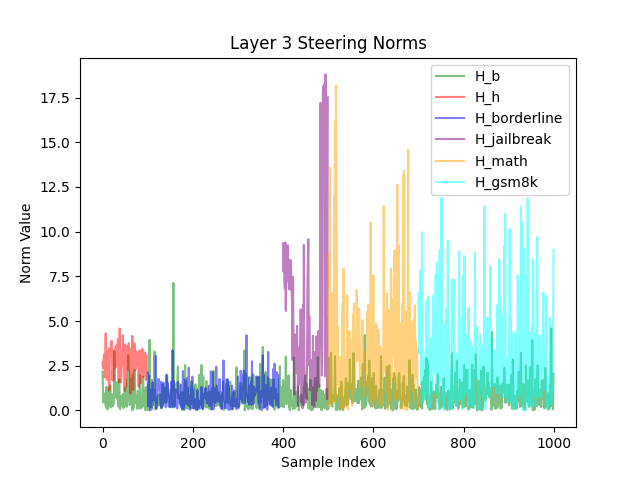 Layer 3 Steering Norms
H_b
H_h
H_borderline
H_jailbreak
H_math
H_gsm8k
Norm Value
17.5
15.0
12.5
10.0
7.5
5.0
2.5
0.0
0
200
400
600
800
1000
Sample Index